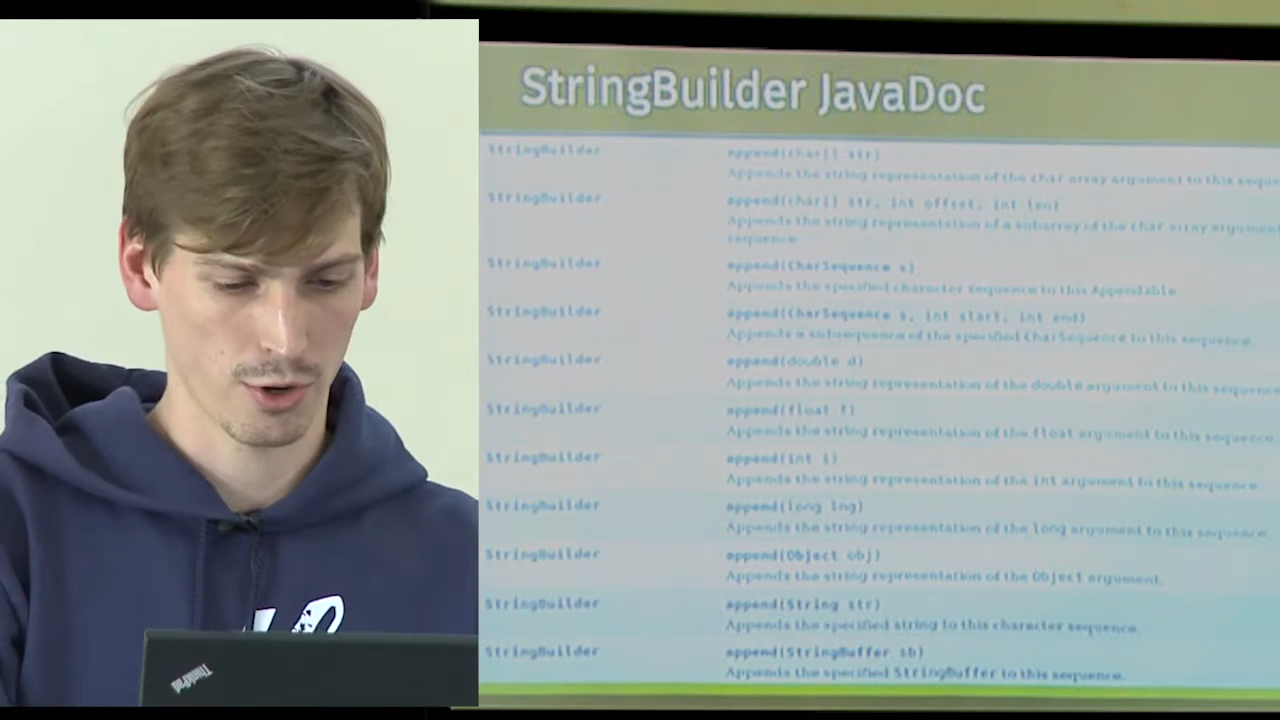 StringBuilder JavaDoc
StringBuilder append(char[] str)
Appends the string representation of the char array argument to this
StringBuilder append(char[] str, int offset, int len)
Appends the string representation of a subarray of the char array argument
sequence.
StringBuilder append(CharSequence s)
Appends the specified character sequence to this Appendable
StringBuilder append(CharSequence s, int start, int end)
Appends a subsequence of the specified CharSequence to this sequence.
StringBuilder append(double d)
Appends the string representation of the double argument to this sequence
StringBuilder append(float f)
Appends the string representation of the float argument to this sequence.
StringBuilder append(int i)
Appends the string representation of the int argument to this sequence.
StringBuilder append(long lng)
Appends the string representation of the long argument to this sequence.
StringBuilder append(Object obj)
Appends the string representation of the Object argument.
StringBuilder append(String str)
Appends the specified string to this character sequence.
StringBuilder append(StringBuffer sb)
Appends the specified StringBuffer to this sequence.
ThinkPad